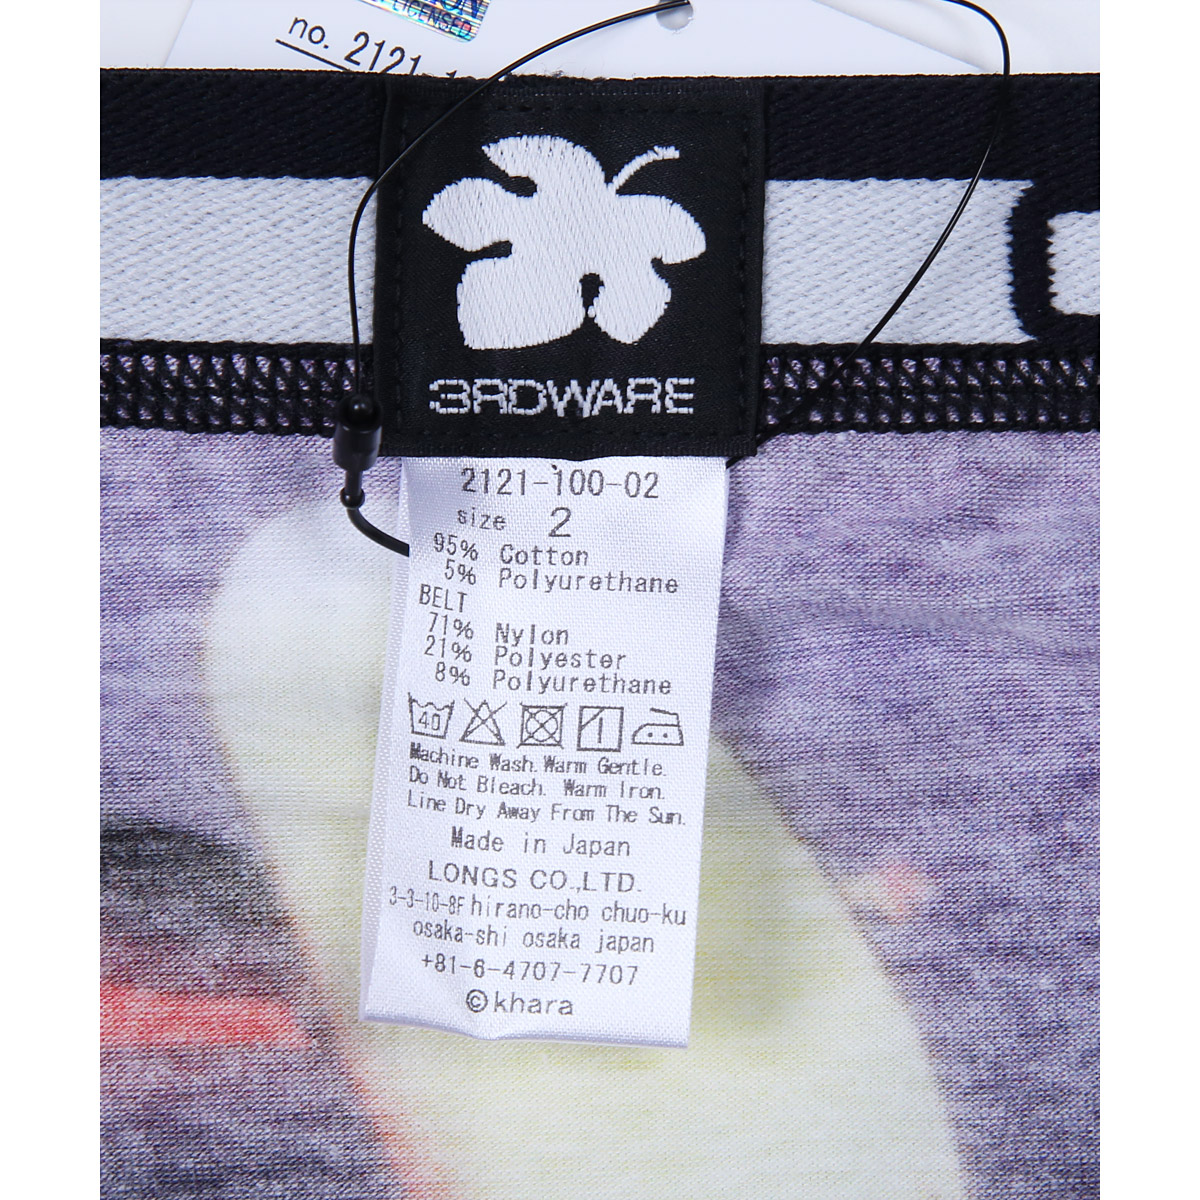 LICENSED
no. 2121-
3RDWARE
2121-100-02
size 2
95% Cotton
5% Polyurethane
BELT
71% Nylon
21% Polyester
8% Polyurethane
40
1
Machine Wash.Warm Gentle.
Do Not Bleach. Warm Iron.
Line Dry Away From The Sun.
Made in Japan
LONGS CO.,LTD.
3-3-10-8F hirano-cho chuo-ku
osaka-shi osaka japan
+81-6-4707-7707
©khara